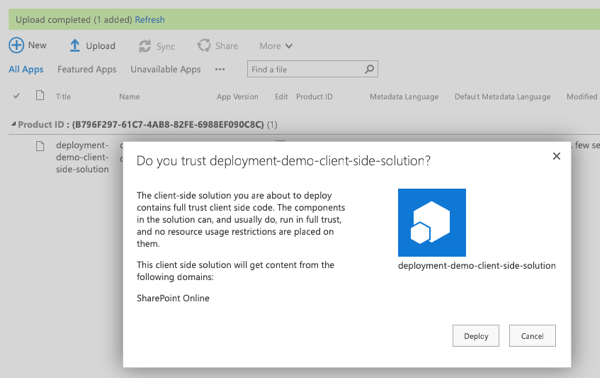 Upload completed (1 added) Refresh
New Upload Sync Share More
All Apps Featured Apps Unavailable Apps ... Find a file
Title Name App Version Edit Product ID Metadata Language Default Metadata Language Modified
Product ID : {B796F297-61C7-4AB8-82FE-6988EF090C8C} (1)
deployment-
demo-client-
side-solution
few se
Do you trust deployment-demo-client-side-solution?
The client-side solution you are about to deploy
contains full trust client side code. The components
in the solution can, and usually do, run in full trust,
and no resource usage restrictions are placed on
them.
This client side solution will get content from the
following domains:
SharePoint Online
deployment-demo-client-side-solution
Deploy Cancel